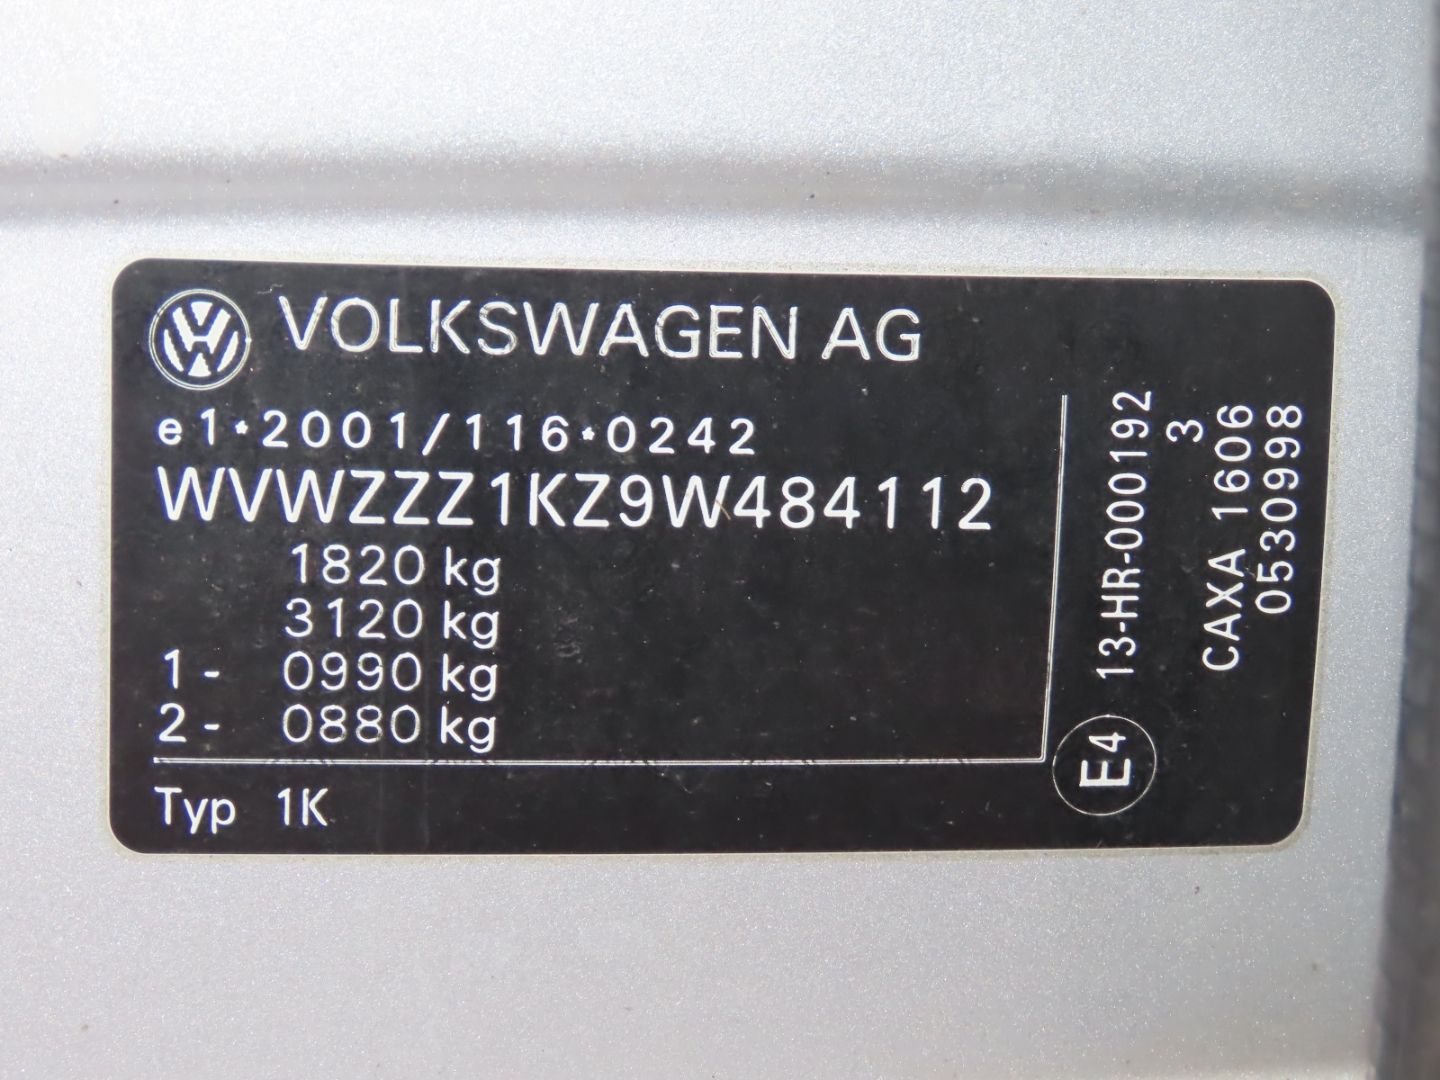 VOLKSWAGEN AG
e1*2001/116*0242
WVWZZZ1KZ9W484112
1820 kg
3120 kg
1- 0990 kg
2- 0880 kg
Typ 1K
E4 13-HR-000192
3
CAXA 1606
0530998